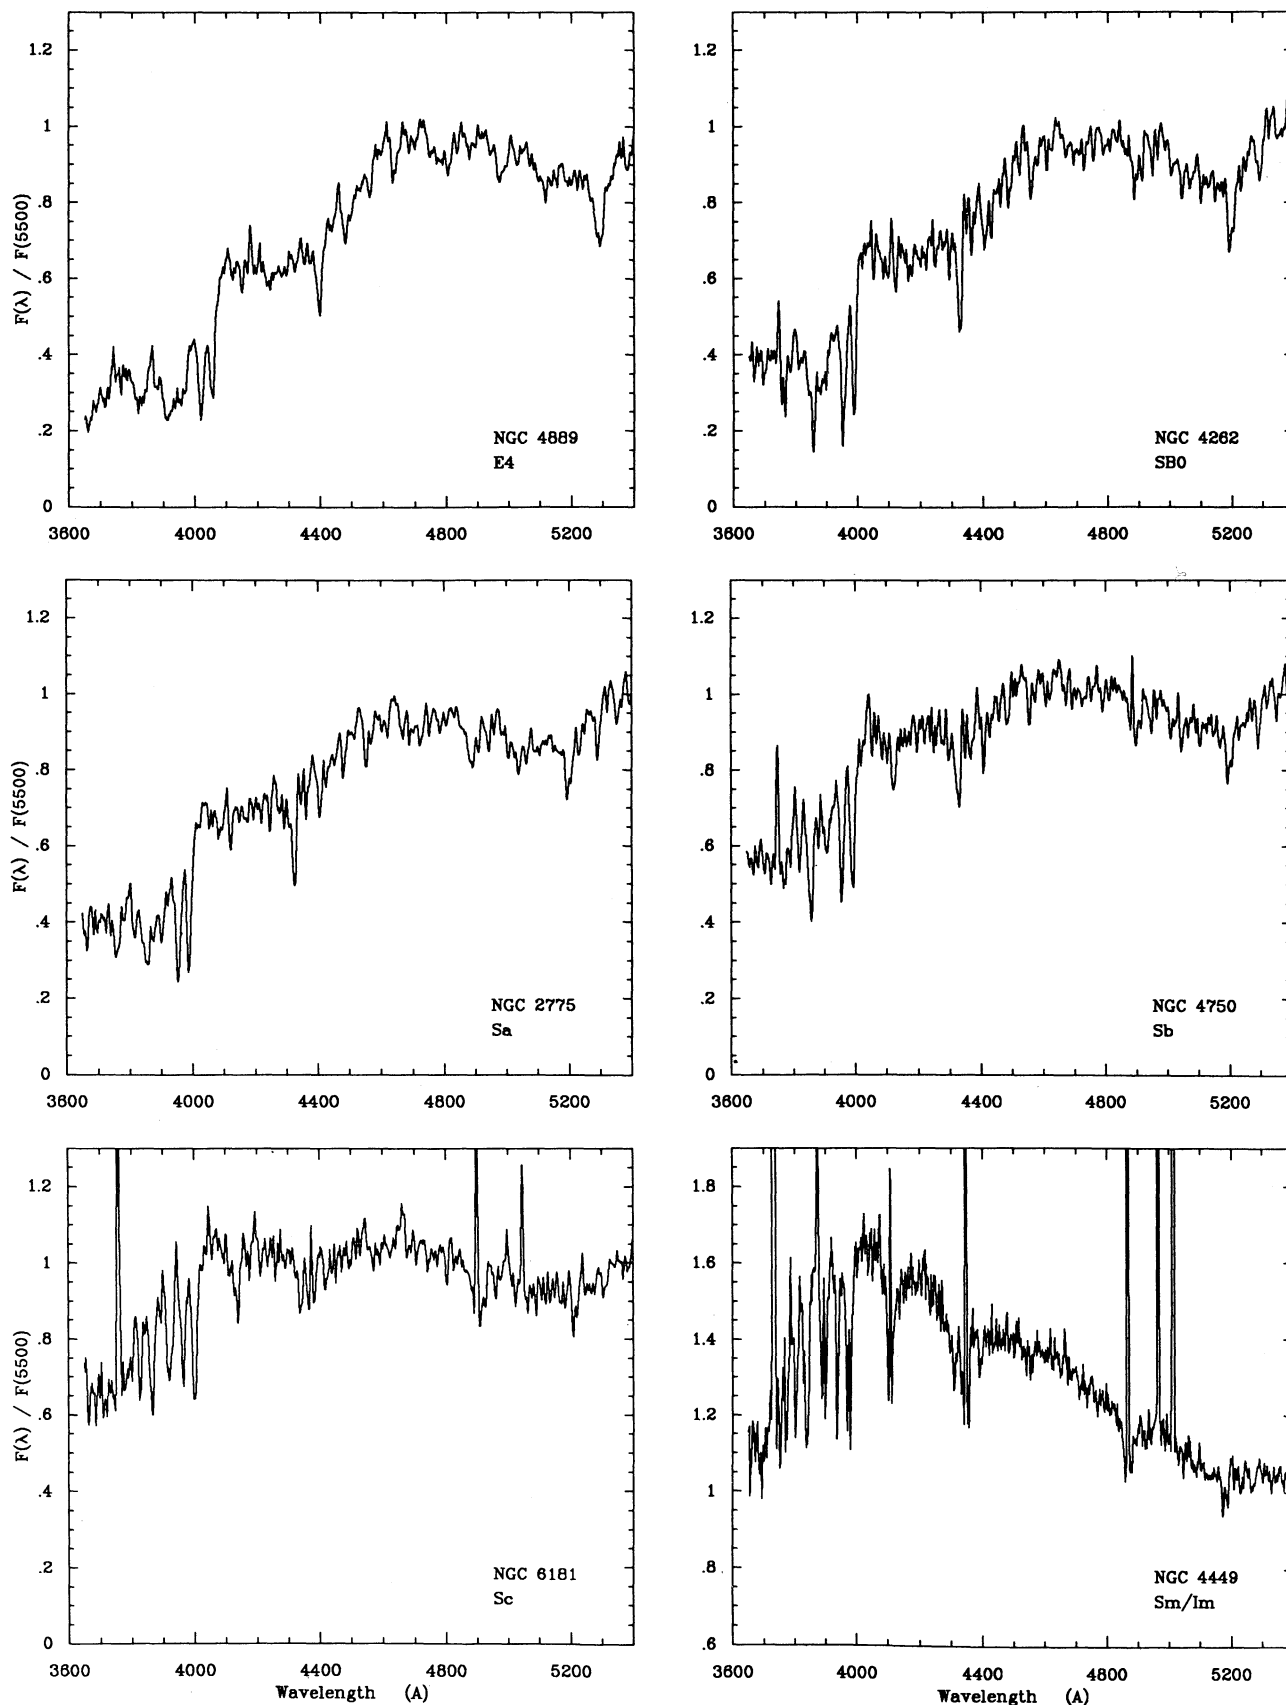 1.2
1
.8
.6
.4
.2
0
F(λ) / F(5500)
NGC 4889
E4
3600 4000 4400 4800 5200
1.2
1
.8
.6
.4
.2
0
NGC 4262
SB0
3600 4000 4400 4800 5200
1.2
1
.8
.6
.4
.2
0
F(λ) / F(5500)
NGC 2775
Sa
3600 4000 4400 4800 5200
1.2
1
.8
.6
.4
.2
0
NGC 4750
Sb
3600 4000 4400 4800 5200
1.2
1
.8
.6
.4
.2
0
F(λ) / F(5500)
NGC 6181
Sc
3600 4000 4400 4800 5200
Wavelength (A)
1.8
1.6
1.4
1.2
1
.8
.6
NGC 4449
Sm/Im
3600 4000 4400 4800 5200
Wavelength (A)